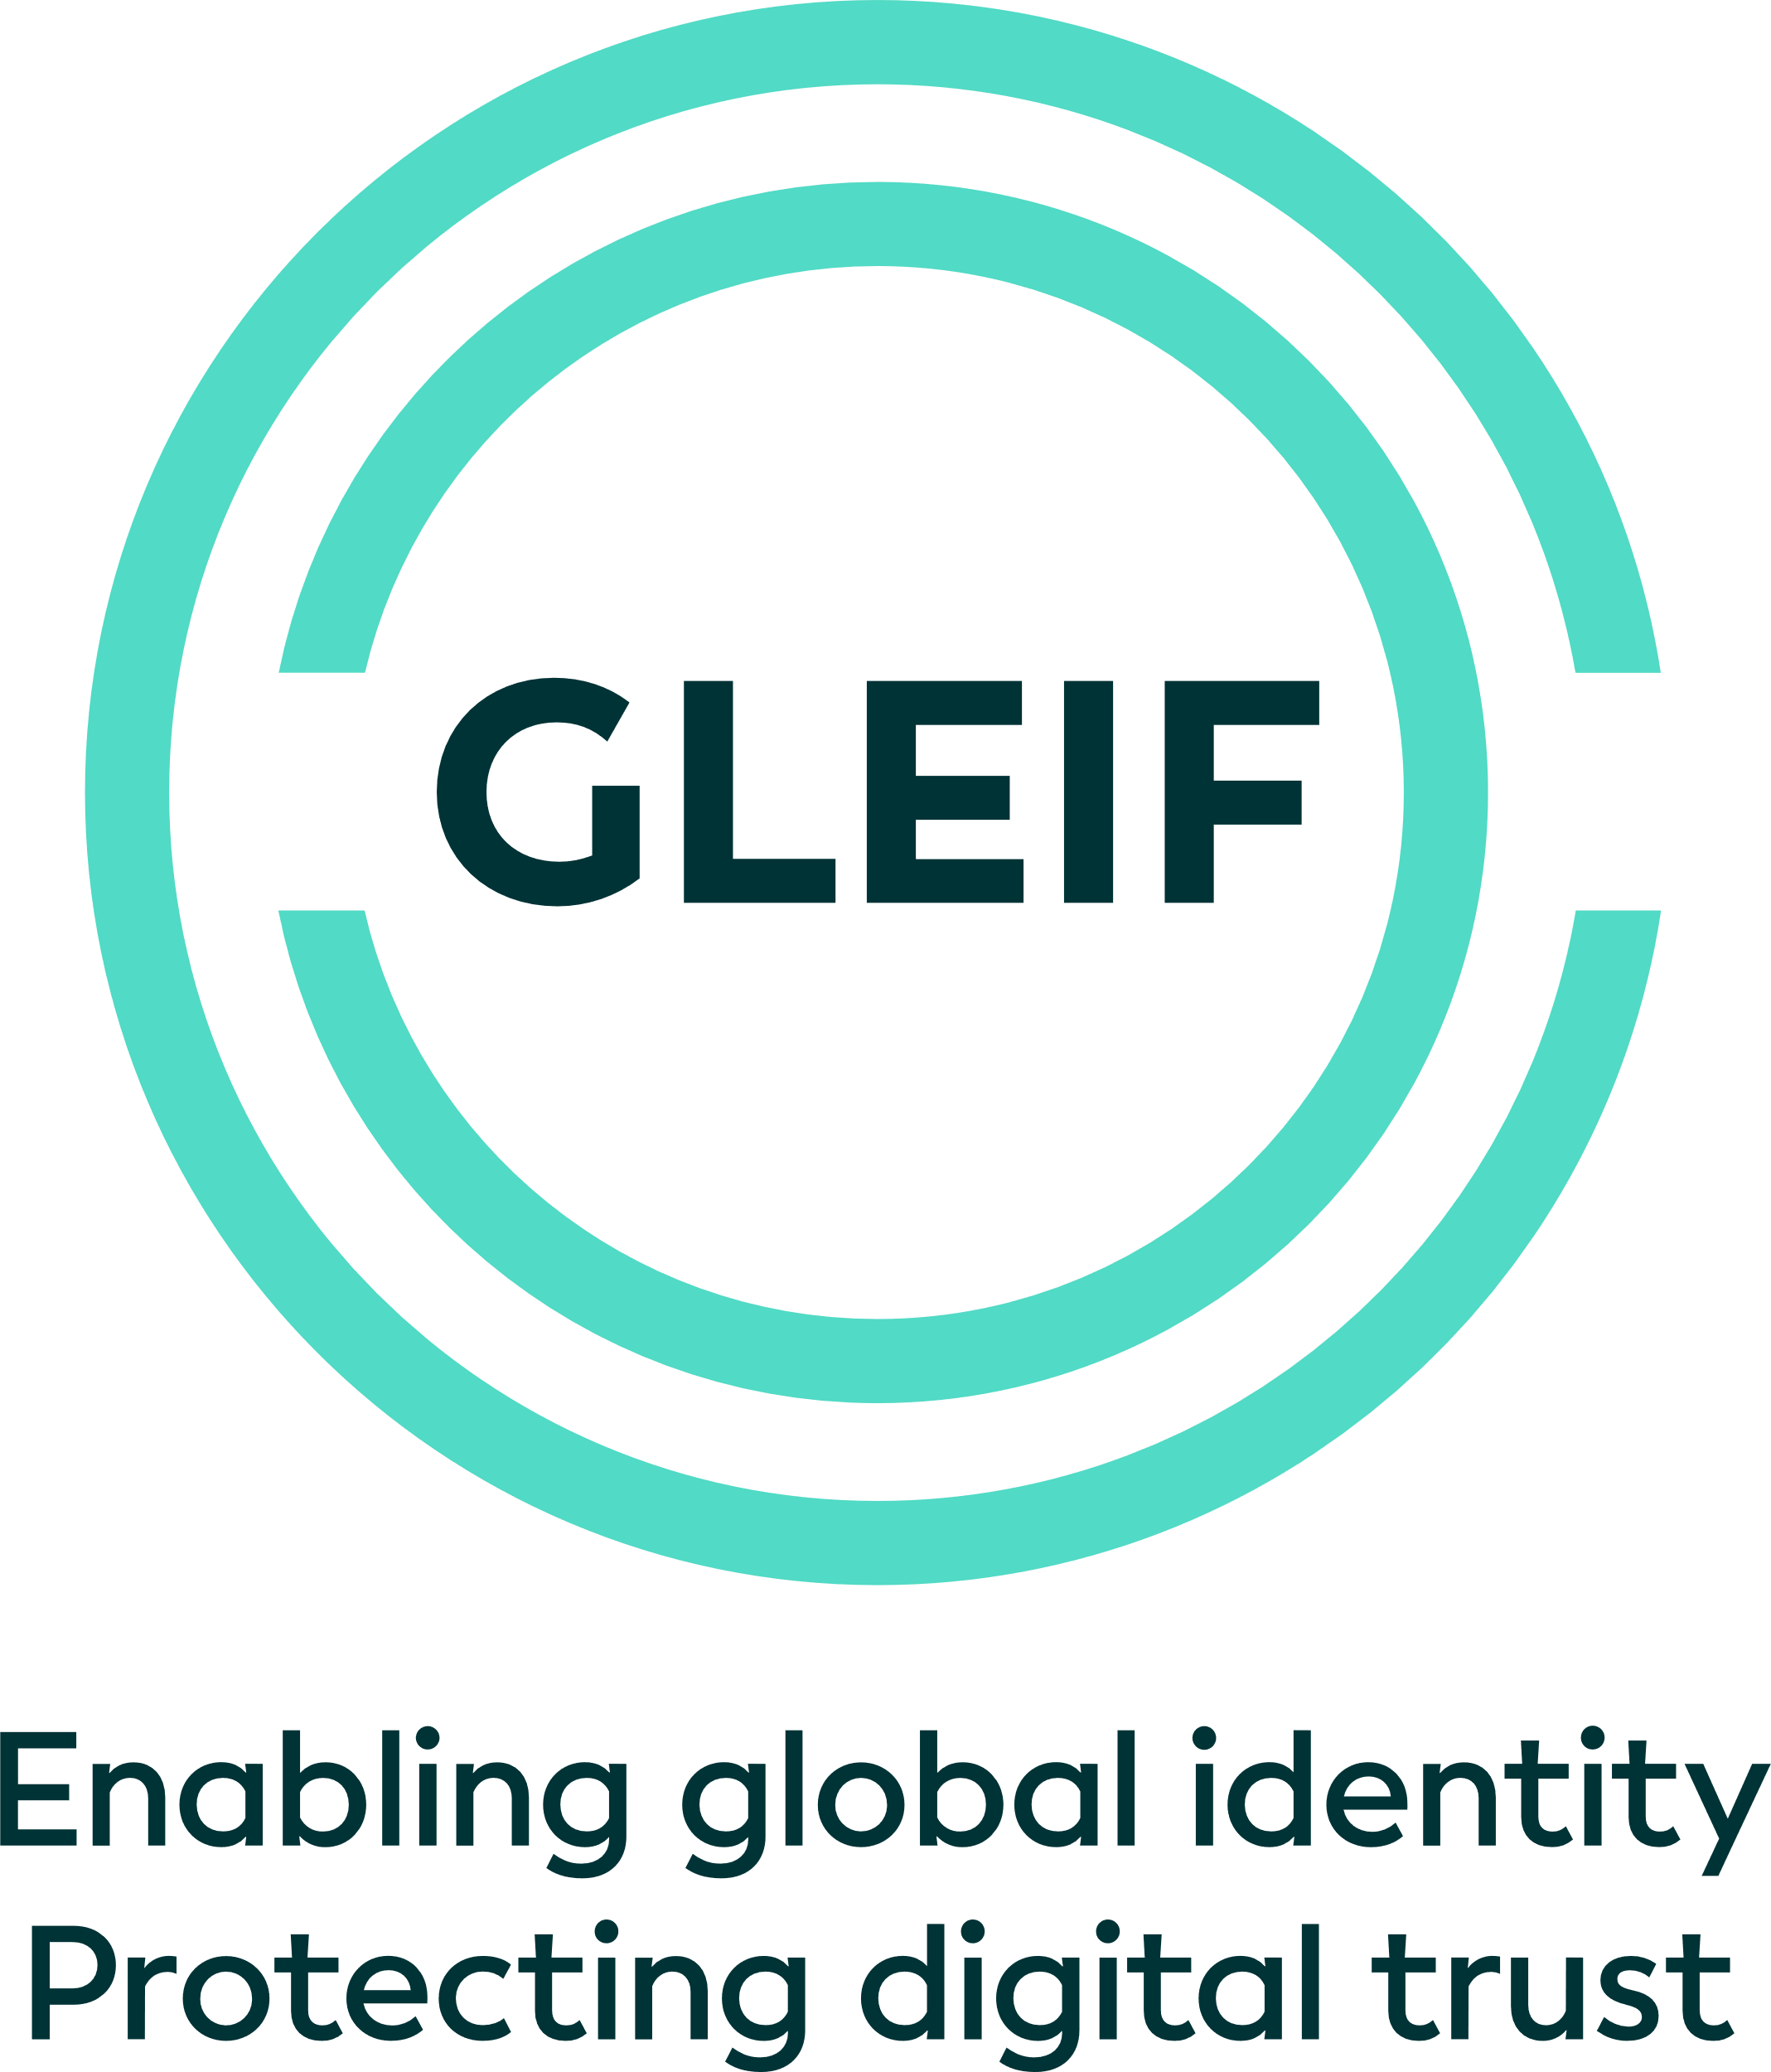 GLEIF
Enabling global identity
Protecting digital trust